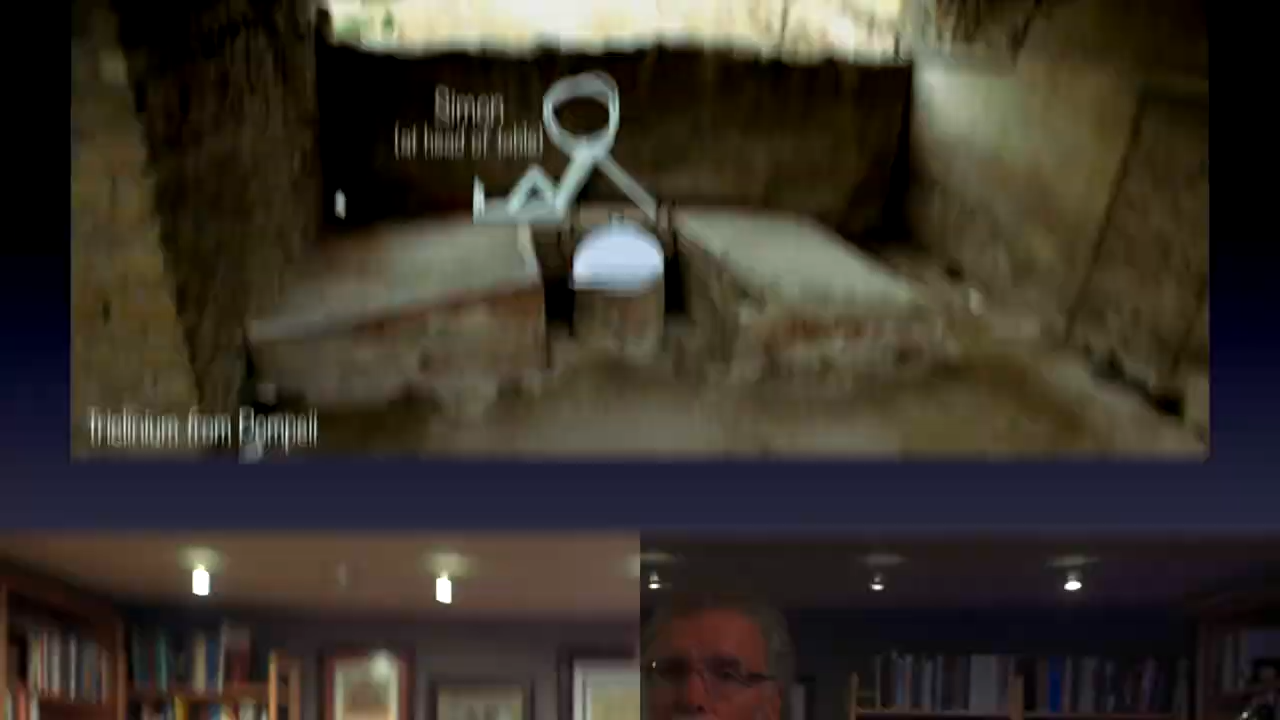 Simon
(at head of table)
Triclinium from Pompeii